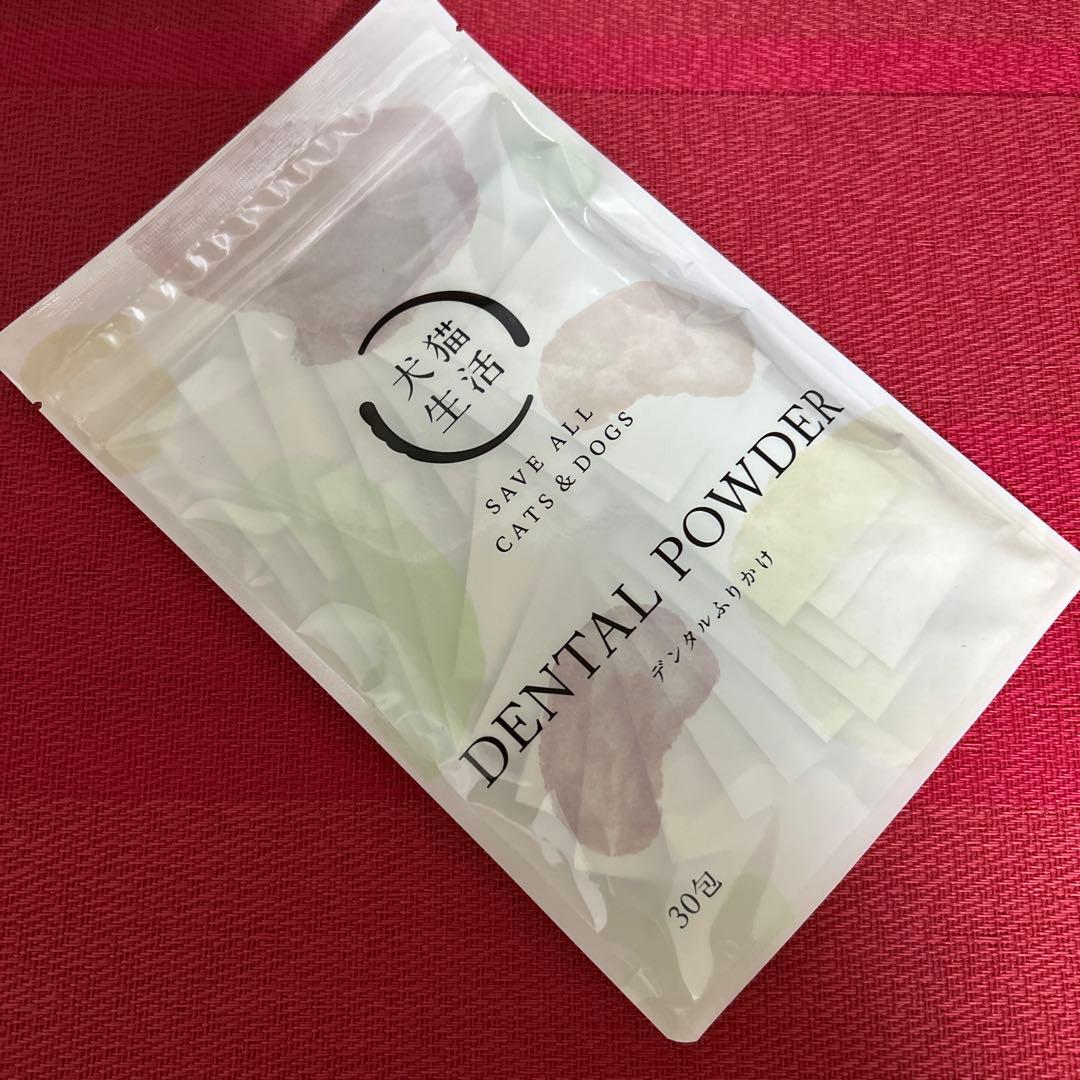 犬猫
生活
SAVE ALL
CATS & DOGS
DENTAL POWDER
デンタルふりかけ
30包